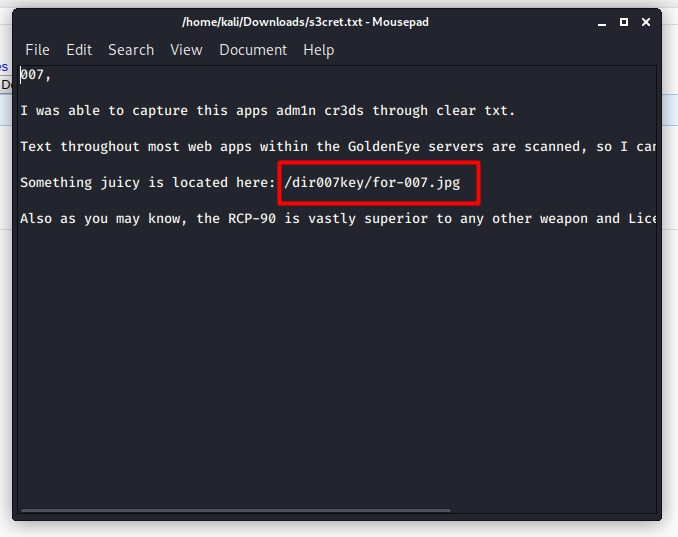 /home/kali/Downloads/s3cret.txt - Mousepad
File Edit Search View Document Help
007,
I was able to capture this apps adm1n cr3ds through clear txt.
Text throughout most web apps within the GoldenEye servers are scanned, so I
Something juicy is located here: /dir007key/for-007.jpg
Also as you may know, the RCP-90 is vastly superior to any other weapon and